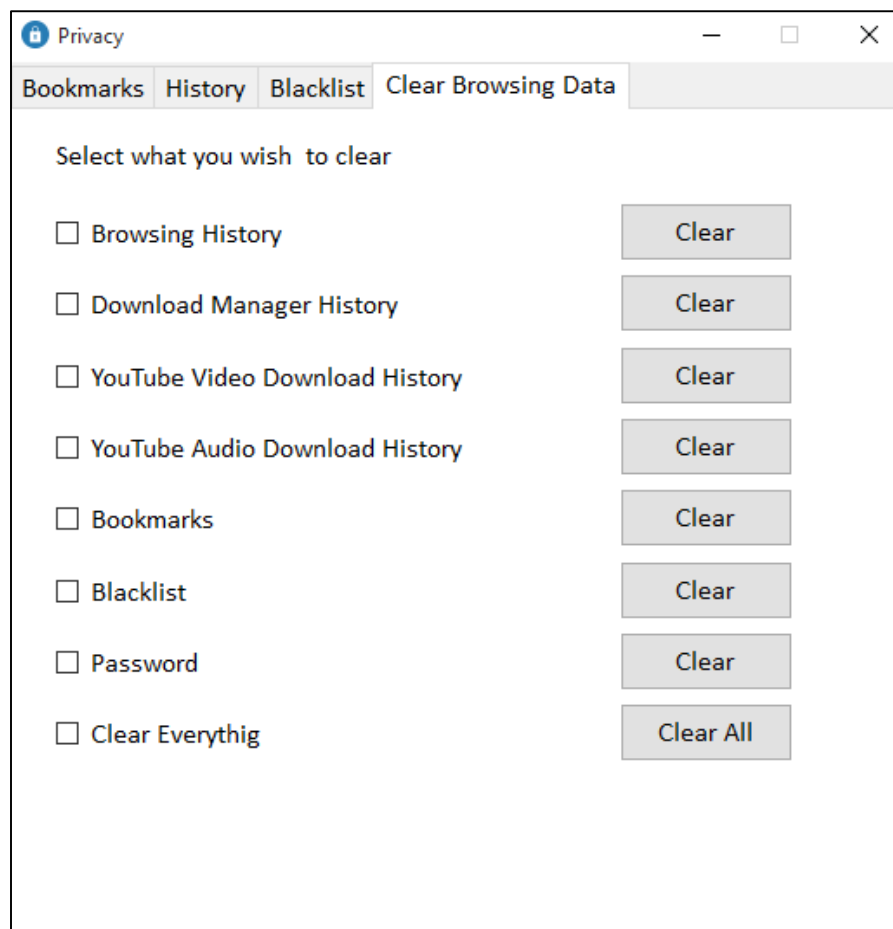 Privacy
Bookmarks History Blacklist Clear Browsing Data
Select what you wish  to clear
Browsing History Clear
Download Manager History Clear
YouTube Video Download History Clear
YouTube Audio Download History Clear
Bookmarks Clear
Blacklist Clear
Password Clear
Clear Everythig Clear All